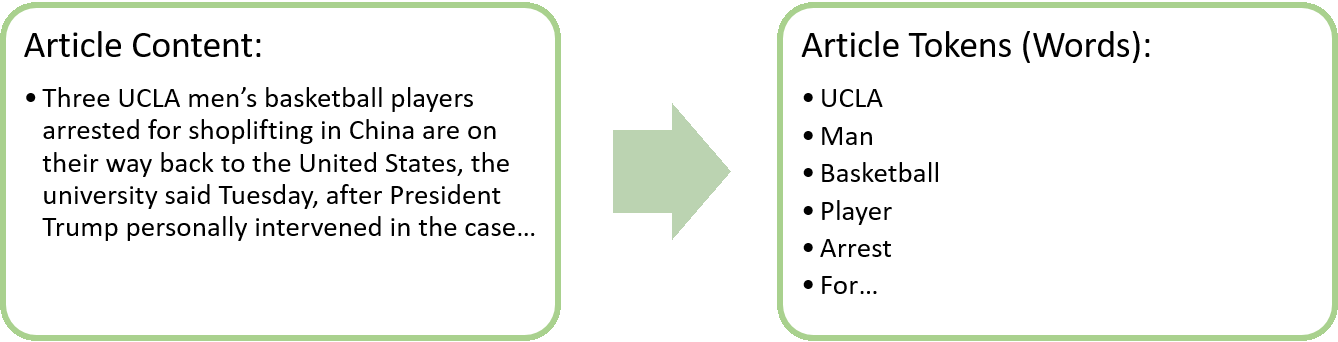 Article Content:
• Three UCLA men’s basketball players
arrested for shoplifting in China are on
their way back to the United States, the
university said Tuesday, after President
Trump personally intervened in the case…
Article Tokens (Words):
• UCLA
• Man
• Basketball
• Player
• Arrest
• For…